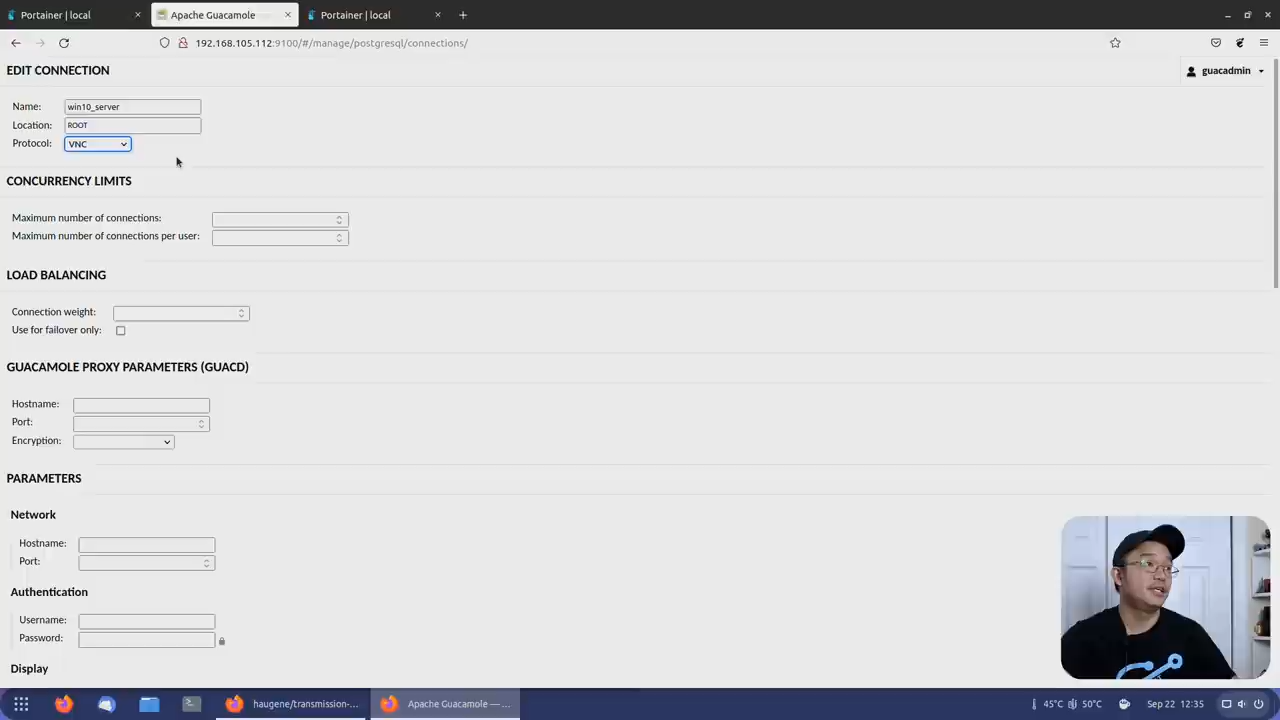 Portainer | local
Apache Guacamole
Portainer | local
192.168.105.112:9100/#/manage/postgresql/connections/
EDIT CONNECTION
guacadmin
Name: win10_server
Location: ROOT
Protocol: VNC
CONCURRENCY LIMITS
Maximum number of connections:
Maximum number of connections per user:
LOAD BALANCING
Connection weight:
Use for failover only:
GUACAMOLE PROXY PARAMETERS (GUACD)
Hostname:
Port:
Encryption:
PARAMETERS
Network
Hostname:
Port:
Authentication
Username:
Password:
Display
haugene/transmission-...
Apache Guacamole — ...
45°C 50°C Sep 22 12:35